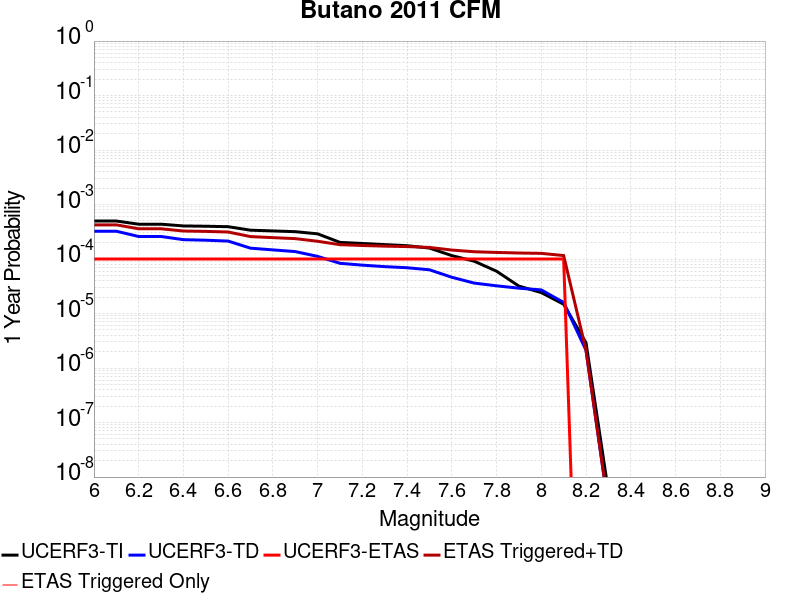 Butano 2011 CFM
1 Year Probability
10^0
10^-1
10^-2
10^-3
10^-4
10^-5
10^-6
10^-7
10^-8
6 6.2 6.4 6.6 6.8 7 7.2 7.4 7.6 7.8 8 8.2 8.4 8.6 8.8 9
Magnitude
UCERF3-TI UCERF3-TD UCERF3-ETAS ETAS Triggered+TD
ETAS Triggered Only